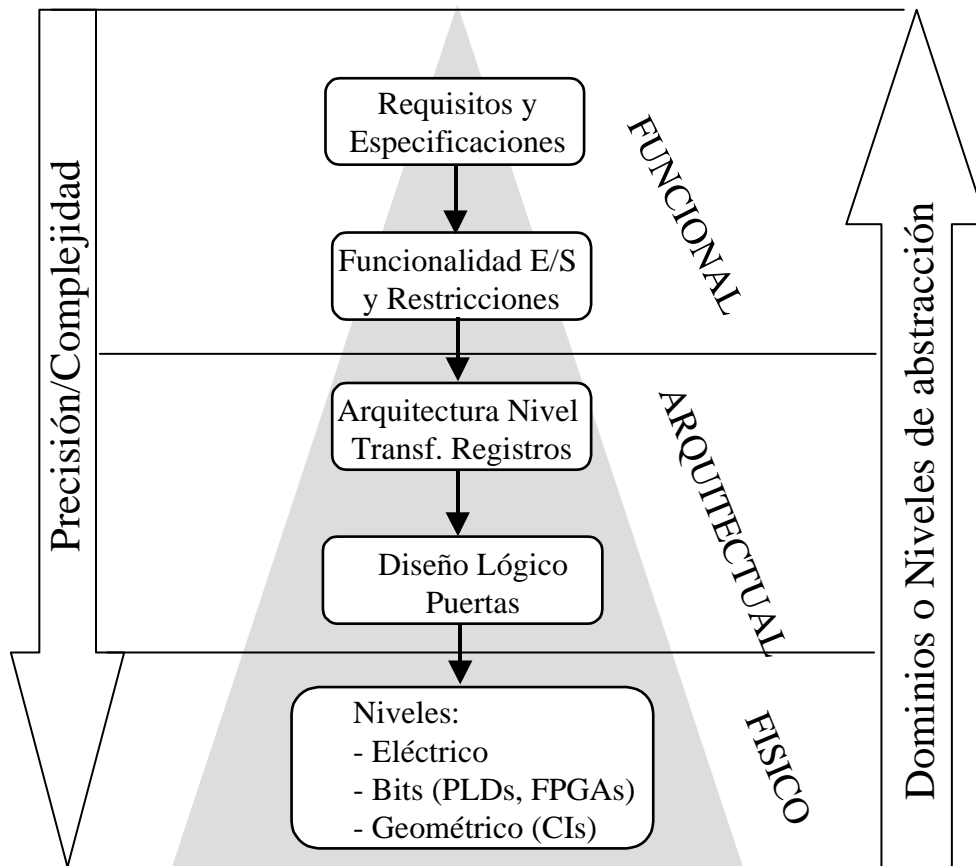 Precisión/Complejidad
Requisitos y
Especificaciones
FUNCIONAL
Funcionalidad E/S
y Restricciones
Arquitectura Nivel
Transf. Registros
ARQUITECTUAL
Diseño Lógico
Puertas
Niveles:
- Eléctrico
- Bits (PLDs, FPGAs)
- Geométrico (CIs)
FISICO
Dominios o Niveles de abstracción